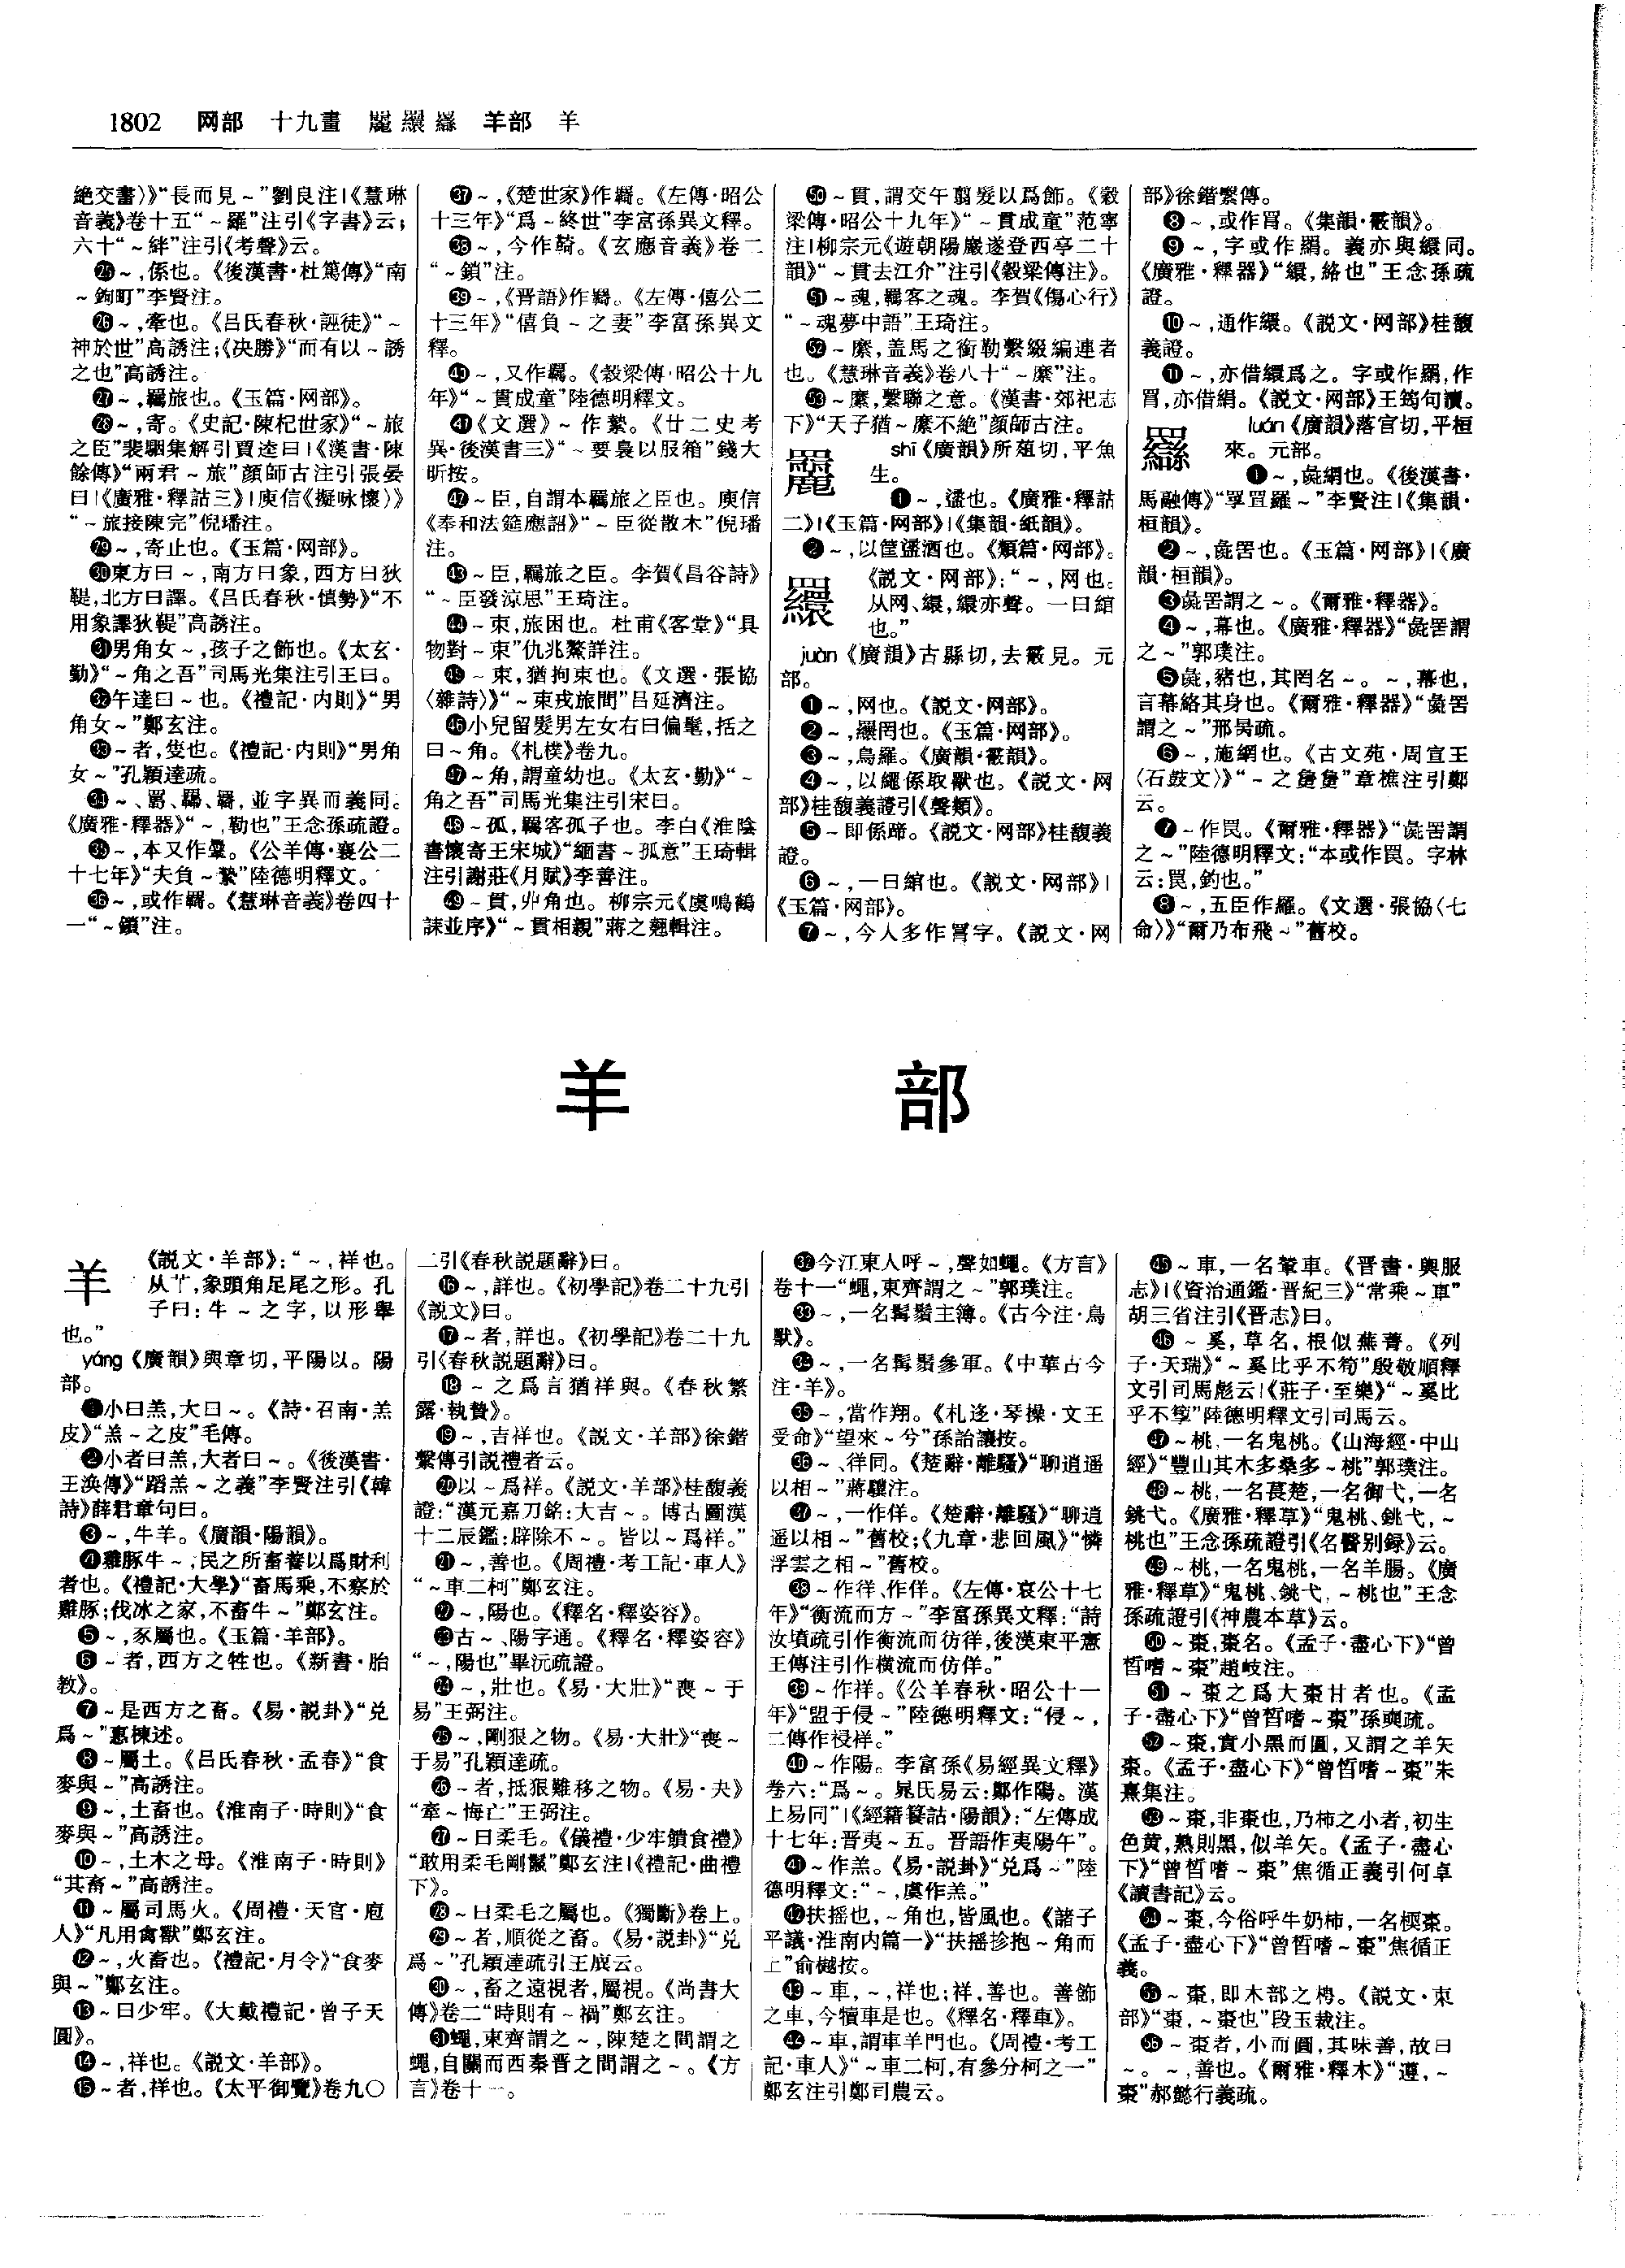 1802 网部 十九畫 䍦 羂 羉 羊部 羊
絶交書〉》“長而見～”劉良注|《慧琳
音義》卷十五“～羅”注引《字書》云;
六十“～絆”注引《考聲》云。
㉕～,係也。《後漢書·杜篤傳》“南
～鉤町”李賢注。
㉖～,牽也。《吕氏春秋·誣徒》“～
神於世”高誘注;《决勝》“而有以～誘
之也”高誘注。
㉗～,羈旅也。《玉篇·网部》。
㉘～,寄。《史記·陳杞世家》“～旅
之臣”裴駰集解引賈逵曰|《漢書·陳
餘傳》“兩君～旅”顔師古注引張晏
曰|《廣雅·釋詁三》|庾信《擬咏懷〉》
“～旅接陳完”倪璠注。
㉙～,寄止也。《玉篇·网部》。
㉚東方曰～,南方曰象,西方曰狄
鞮,北方曰譯。《吕氏春秋·慎勢》“不
用象譯狄鞮”高誘注。
㉛男角女～,孩子之飾也。《太玄·
勤》“～角之吾”司馬光集注引王曰。
㉜午達曰～也。《禮記·内則》“男
角女～”鄭玄注。
㉝～者,隻也。《禮記·内則》“男角
女～”孔穎達疏。
㉞～、羁、羈、羇,並字異而義同。
《廣雅·釋器》“～,勒也”王念孫疏證。
㉟～,本又作𦌭。《公羊傳·襄公二
十七年》“夫負～縶”陸德明釋文。
㊱～,或作羇。《慧琳音義》卷四十
一“～鎖”注。
㊲～,《楚世家》作羇。《左傳·昭公
十三年》“爲～終世”李富孫異文釋。
㊳～,今作䩭。《玄應音義》卷二
“～鎖”注。
㊴～,《晋語》作羇。《左傳·僖公二
十三年》“僖負～之妻”李富孫異文
釋。
㊵～,又作羇。《穀梁傳·昭公十九
年》“～貫成童”陸德明釋文。
㊶《文選》～作縶。《廿二史考
異·後漢書三》“～要裊以服箱”錢大
昕按。
㊷～臣,自謂本羈旅之臣也。庾信
《奉和法筵應詔》“～臣從散木”倪璠
注。
㊸～臣,羈旅之臣。李賀《昌谷詩》
“～臣發涼思”王琦注。
㊹～束,旅困也。杜甫《客堂》“具
物對～束”仇兆鰲詳注。
㊺～束,猶拘束也。《文選·張協
〈雜詩〉》“～束戎旅間”吕延濟注。
㊻小兒留髮男左女右曰偏髦,括之
曰～角。《札樸》卷九。
㊼～角,謂童幼也。《太玄·勤》“～
角之吾”司馬光集注引宋曰。
㊽～孤,羈客孤子也。李白《淮陰
書懷寄王宋城》“緬書～孤意”王琦輯
注引謝莊《月賦》李善注。
㊾～貫,丱角也。柳宗元《虞鳴鶴
誄並序》“～貫相親”蒋之翹輯注。
㊿～貫,謂交午翦髮以爲飾。《穀
梁傳·昭公十九年》“～貫成童”范寧
注|柳宗元《遊朝陽巖遂登西亭二十
韻》“～貫去江介”注引《穀梁傳注》。
51～魂,羈客之魂。李賀《傷心行》
“～魂夢中語”王琦注。
52～縻,盖馬之銜勒繫綴編連者
也。《慧琳音義》卷八十“～縻”注。
53～縻,繫聯之意。《漢書·郊祀志
下》“天子猶～縻不絶”顔師古注。
䍦 shī《廣韻》所葅切,平魚
生。
❶～,盪也。《廣雅·釋詁
二》|《玉篇·网部》|《集韻·紙韻》。
❷～,以筐盪酒也。《類篇·网部》。
羂 《説文·网部》:“～,网也。
从网、繯,繯亦聲。一曰綰
也。”
juàn《廣韻》古縣切,去霰見。元
部。
❶～,网也。《説文·网部》。
❷～,繯罔也。《玉篇·网部》。
❸～,鳥羅。《廣韻·霰韻》。
❹～,以繩係取獸也。《説文·网
部》桂馥義證引《聲類》。
❺～即係蹄。《説文·网部》桂馥義
證。
❻～,一曰綰也。《説文·网部》|
《玉篇·网部》。
❼～,今人多作罥字。《説文·网
部》徐鍇繫傳。
❽～,或作罥。《集韻·霰韻》。
❾～,字或作羂。義亦與繯同。
《廣雅·釋器》“繯,絡也”王念孫疏
證。
❿～,通作繯。《説文·网部》桂馥
義證。
⓫～,亦借繯爲之。字或作羂,作
罥,亦借絹。《説文·网部》王筠句讀。
羉 luán《廣韻》落官切,平桓
來。元部。
❶～,彘網也。《後漢書·
馬融傳》“罦罝羅～”李賢注|《集韻·
桓韻》。
❷～,彘罟也。《玉篇·网部》|《廣
韻·桓韻》。
❸彘罟謂之～。《爾雅·釋器》。
❹～,幕也。《廣雅·釋器》“彘罟謂
之～”郭璞注。
❺彘,豬也,其罔名～。～,幕也,
言幕絡其身也。《爾雅·釋器》“彘罟
謂之～”邢昺疏。
❻～,施網也。《古文苑·周宣王
〈石鼓文〉》“～之㚄㚄”章樵注引鄭
云。
❼～作罠。《爾雅·釋器》“彘罟謂
之～”陸德明釋文:“本或作罠。字林
云:罠,釣也。”
❽～,五臣作羅。《文選·張協〈七
命〉》“爾乃布飛～”舊校。
羊 部
羊 《説文·羊部》:“～,祥也。
从𦫳,象頭角足尾之形。孔
子曰:牛～之字,以形舉
也。”
yáng《廣韻》與章切,平陽以。陽
部。
❶小曰羔,大曰～。《詩·召南·羔
皮》“羔～之皮”毛傳。
❷小者曰羔,大者曰～。《後漢書·
王渙傳》“蹈羔～之義”李賢注引《韓
詩》薛君章句曰。
❸～,牛羊。《廣韻·陽韻》。
❹雞豚牛～,民之所畜養以爲財利
者也。《禮記·大學》“畜馬乘,不察於
雞豚;伐冰之家,不畜牛～”鄭玄注。
❺～,豕屬也。《玉篇·羊部》。
❻～者,西方之牲也。《新書·胎
教》。
❼～是西方之畜。《易·説卦》“兑
爲～”惠棟述。
❽～屬土。《吕氏春秋·孟春》“食
麥與～”高誘注。
❾～,土畜也。《淮南子·時則》“食
麥與～”高誘注。
❿～,土木之母。《淮南子·時則》
“其畜～”高誘注。
⓫～屬司馬火。《周禮·天官·庖
人》“凡用禽獸”鄭玄注。
⓬～,火畜也。《禮記·月令》“食麥
與～”鄭玄注。
⓭～曰少牢。《大戴禮記·曾子天
圓》。
⓮～,祥也。《説文·羊部》。
⓯～者,祥也。《太平御覽》卷九〇
二引《春秋説題辭》曰。
⓰～,詳也。《初學記》卷二十九引
《説文》曰。
⓱～者,詳也。《初學記》卷二十九
引《春秋説題辭》曰。
⓲～之爲言猶祥與。《春秋繁
露·執贄》。
⓳～,吉祥也。《説文·羊部》徐鍇
繫傳引説禮者云。
⓴以～爲祥。《説文·羊部》桂馥義
證:“漢元嘉刀銘:大吉～。博古圖漢
十二辰鑑:辟除不～。皆以～爲祥。”
㉑～,善也。《周禮·考工記·車人》
“～車二柯”鄭玄注。
㉒～,陽也。《釋名·釋姿容》。
㉓古～、陽字通。《釋名·釋姿容》
“～,陽也”畢沅疏證。
㉔～,壯也。《易·大壯》“喪～于
易”王弼注。
㉕～,剛狠之物。《易·大壯》“喪～
于易”孔穎達疏。
㉖～者,抵狠難移之物。《易·夬》
“牽～悔亡”王弼注。
㉗～曰柔毛。《儀禮·少牢饋食禮》
“敢用柔毛剛鬣”鄭玄注|《禮記·曲禮
下》。
㉘～曰柔毛之屬也。《獨斷》卷上。
㉙～者,順從之畜。《易·説卦》“兑
爲～”孔穎達疏引王廙云。
㉚～,畜之遠視者,屬視。《尚書大
傳》卷二“時則有～禍”鄭玄注。
㉛蠅,東齊謂之～,陳楚之間謂之
蠅,自關而西秦晋之間謂之～。《方
言》卷十一。
㉜今江東人呼～,聲如蠅。《方言》
卷十一“蠅,東齊謂之～”郭璞注。
㉝～,一名髯鬚主簿。《古今注·鳥
獸》。
㉞～,一名髯鬚參軍。《中華古今
注·羊》。
㉟～,當作翔。《札迻·琴操·文王
受命》“望來～兮”孫詒讓按。
㊱～、徉同。《楚辭·離騷》“聊逍遥
以相～”蔣驥注。
㊲～,一作佯。《楚辭·離騷》“聊逍
遥以相～”舊校;《九章·悲回風》“憐
浮雲之相～”舊校。
㊳～作徉、作佯。《左傳·哀公十七
年》“衡流而方～”李富孫異文釋:“詩
汝墳疏引作衡流而彷徉,後漢東平憲
王傳注引作横流而仿佯。”
㊴～作祥。《公羊春秋·昭公十一
年》“盟于侵～”陸德明釋文:“侵～,
二傳作祲祥。”
㊵～作陽。李富孫《易經異文釋》
卷六:“爲～。晁氏易云:鄭作陽。漢
上易同”|《經籍籑詁·陽韻》:“左傳成
十七年:晋夷～五。晋語作夷陽午”。
㊶～作羔。《易·説卦》“兑爲～”陸
德明釋文:“～,虞作羔。”
㊷扶摇也,～角也,皆風也。《諸子
平議·淮南内篇一》“扶摇抮抱～角而
上”俞樾按。
㊸～車,～,祥也;祥,善也。善飾
之車,今犢車是也。《釋名·釋車》。
㊹～車,謂車羊門也。《周禮·考工
記·車人》“～車二柯,有參分柯之一”
鄭玄注引鄭司農云。
㊺～車,一名輦車。《晋書·輿服
志》|《資治通鑑·晋紀三》“常乘～車”
胡三省注引《晋志》曰。
㊻～奚,草名,根似蕪菁。《列
子·天瑞》“～奚比乎不筍”殷敬順釋
文引司馬彪云|《莊子·至樂》“～奚比
乎不箰”陸德明釋文引司馬云。
㊼～桃,一名鬼桃。《山海經·中山
經》“豐山其木多桑多～桃”郭璞注。
㊽～桃,一名萇楚,一名御弋,一名
銚弋。《廣雅·釋草》“鬼桃、銚弋,～
桃也”王念孫疏證引《名醫别録》云。
㊾～桃,一名鬼桃,一名羊腸。《廣
雅·釋草》“鬼桃、銚弋,～桃也”王念
孫疏證引《神農本草》云。
㊿～棗,棗名。《孟子·盡心下》“曾
晳嗜～棗”趙岐注。
51～棗之爲大棗甘者也。《孟
子·盡心下》“曾晳嗜～棗”孫奭疏。
52～棗,實小黑而圓,又謂之羊矢
棗。《孟子·盡心下》“曾晳嗜～棗”朱
熹集注。
53～棗,非棗也,乃柿之小者,初生
色黄,熟則黑,似羊矢。《孟子·盡心
下》“曾晳嗜～棗”焦循正義引何卓
《讀書記》云。
54～棗,今俗呼牛奶柿,一名梗棗。
《孟子·盡心下》“曾晳嗜～棗”焦循正
義。
55～棗,即木部之梬。《説文·朿
部》“棗,～棗也”段玉裁注。
56～棗者,小而圓,其味善,故曰
～。～,善也。《爾雅·釋木》“遵,～
棗”郝懿行義疏。